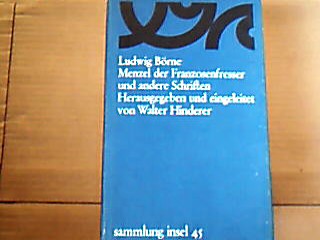 Ludwig Börne
Menzel der Franzosenfresser
und andere Schriften
Herausgegeben und eingeleitet
von Walter Hinderer
sammlung insel 45